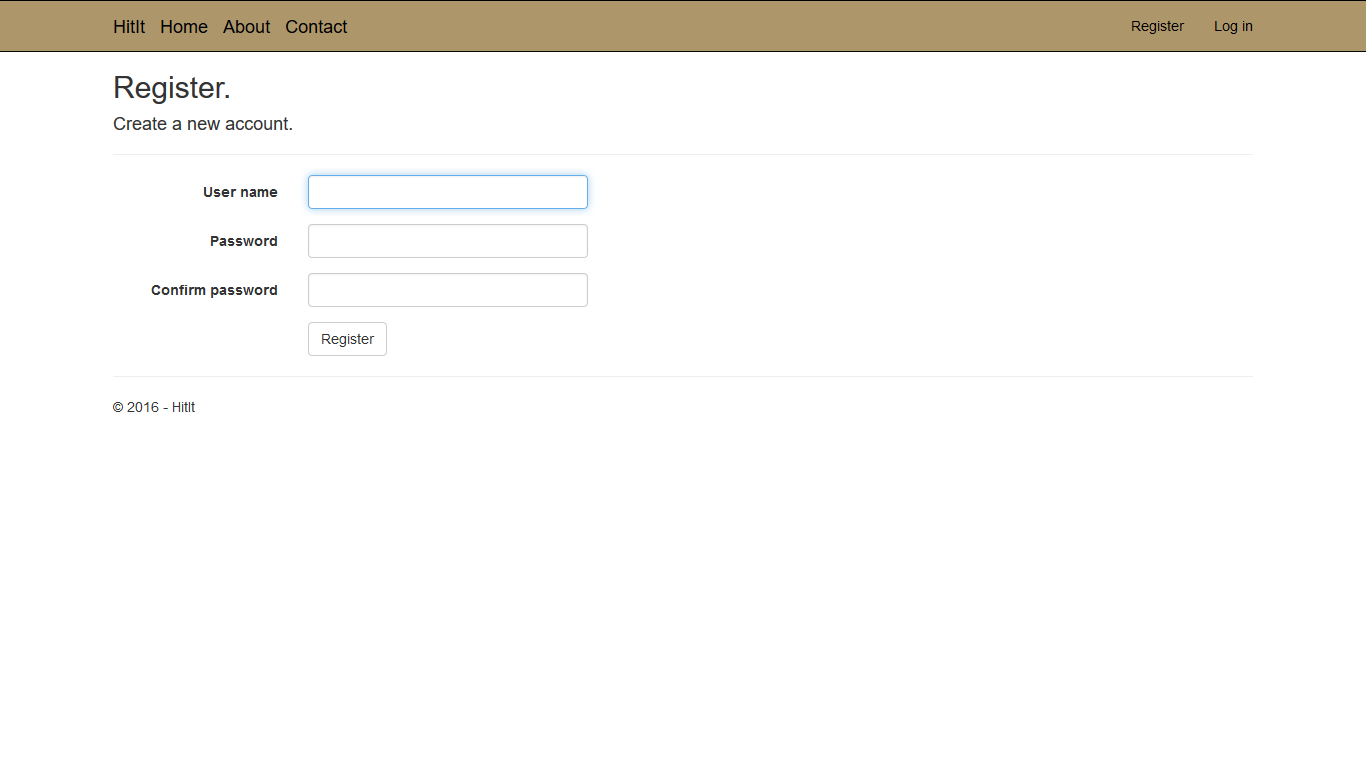 HitIt Home About Contact Register Log in
Register.
Create a new account.
User name
Password
Confirm password
Register
© 2016 - HitIt